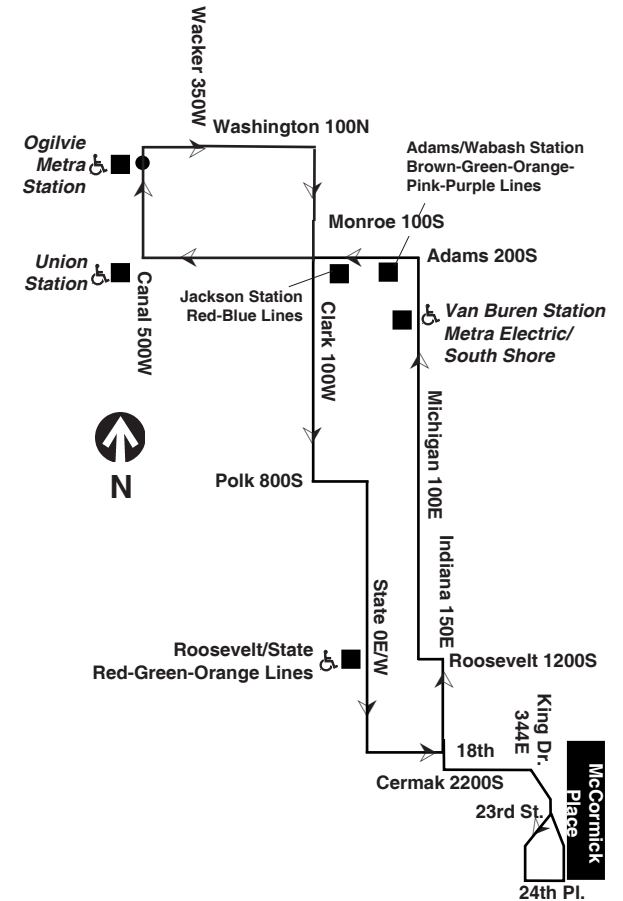 Wacker 350W
Washington 100N
Ogilvie
Metra
Station
Adams/Wabash Station
Brown-Green-Orange-
Pink-Purple Lines
Monroe 100S
Adams 200S
Union
Station
Canal 500W
Jackson Station
Red-Blue Lines
Clark 100W
Van Buren Station
Metra Electric/
South Shore
Michigan 100E
N
Polk 800S
Indiana 150E
State 0E/W
Roosevelt/State
Red-Green-Orange Lines
Roosevelt 1200S
King Dr.
344E
18th
Cermak 2200S
McCormick
Place
23rd St.
24th Pl.